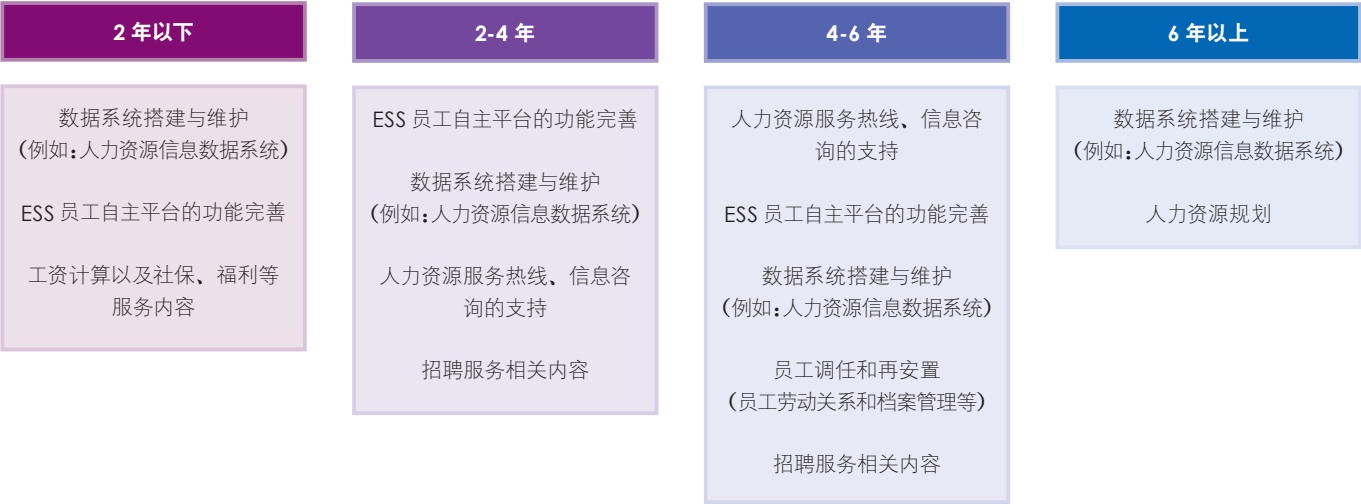 2 年以下
数据系统搭建与维护
（例如：人力资源信息数据系统）
ESS 员工自主平台的功能完善
工资计算以及社保、福利等
服务内容
2-4 年
ESS 员工自主平台的功能完善
数据系统搭建与维护
（例如：人力资源信息数据系统）
人力资源服务热线、信息咨
询的支持
招聘服务相关内容
4-6 年
人力资源服务热线、信息咨
询的支持
ESS 员工自主平台的功能完善
数据系统搭建与维护
（例如：人力资源信息数据系统）
员工调任和再安置
（员工劳动关系和档案管理等）
招聘服务相关内容
6 年以上
数据系统搭建与维护
（例如：人力资源信息数据系统）
人力资源规划